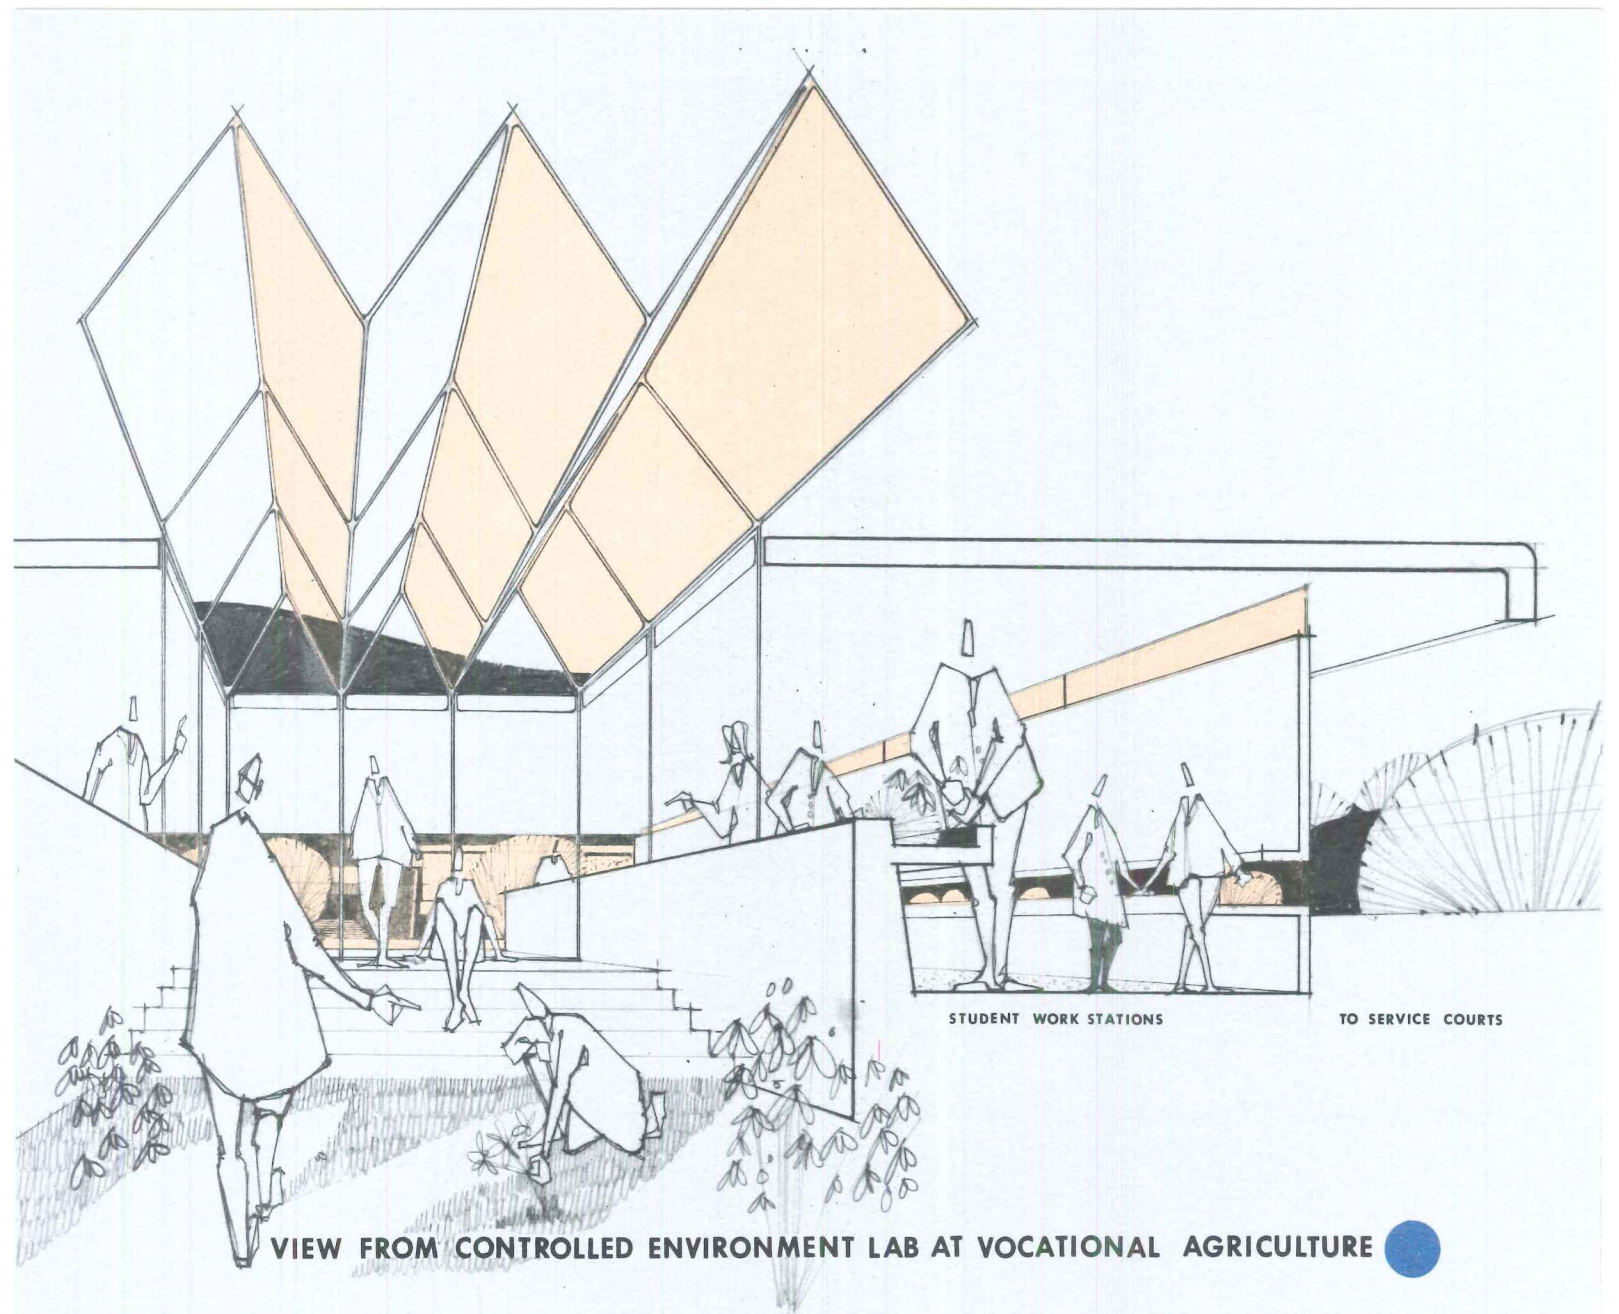 STUDENT WORK STATIONS
TO SERVICE COURTS
VIEW FROM CONTROLLED ENVIRONMENT LAB AT VOCATIONAL AGRICULTURE